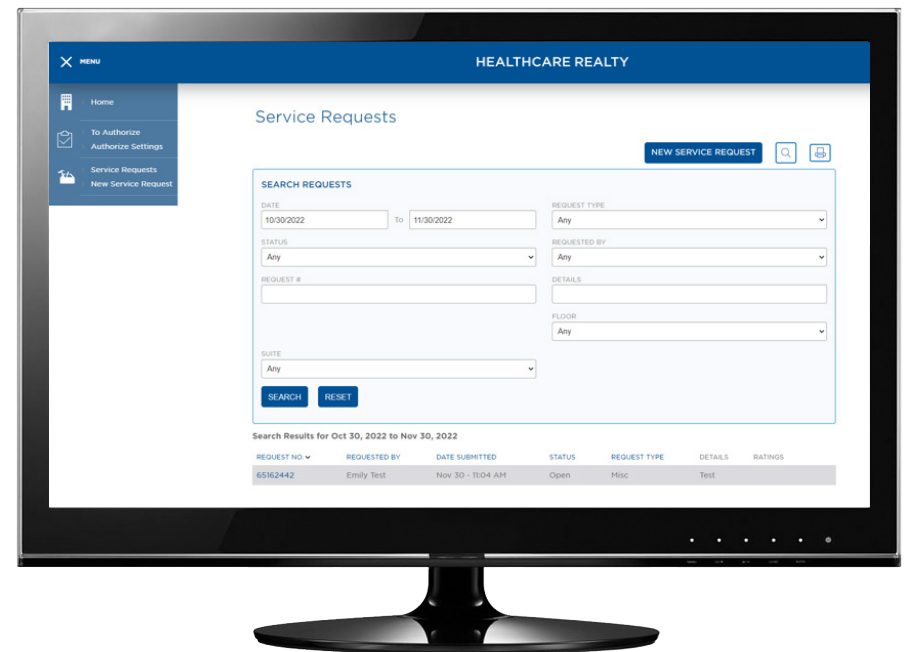 MENU
HEALTHCARE REALTY
Home
To Authorize
Authorize Settings
Service Requests
New Service Request
Service Requests
NEW SERVICE REQUEST
SEARCH REQUESTS
DATE
REQUEST TYPE
10/30/2022 To 11/30/2022
Any
STATUS
REQUESTED BY
Any
Any
REQUEST #
DETAILS
FLOOR
Any
SUITE
Any
SEARCH RESET
Search Results for Oct 30, 2022 to Nov 30, 2022
REQUEST NO. REQUESTED BY DATE SUBMITTED STATUS REQUEST TYPE DETAILS RATINGS
65162442 Emily Test Nov 30 - 11:04 AM Open Misc Test